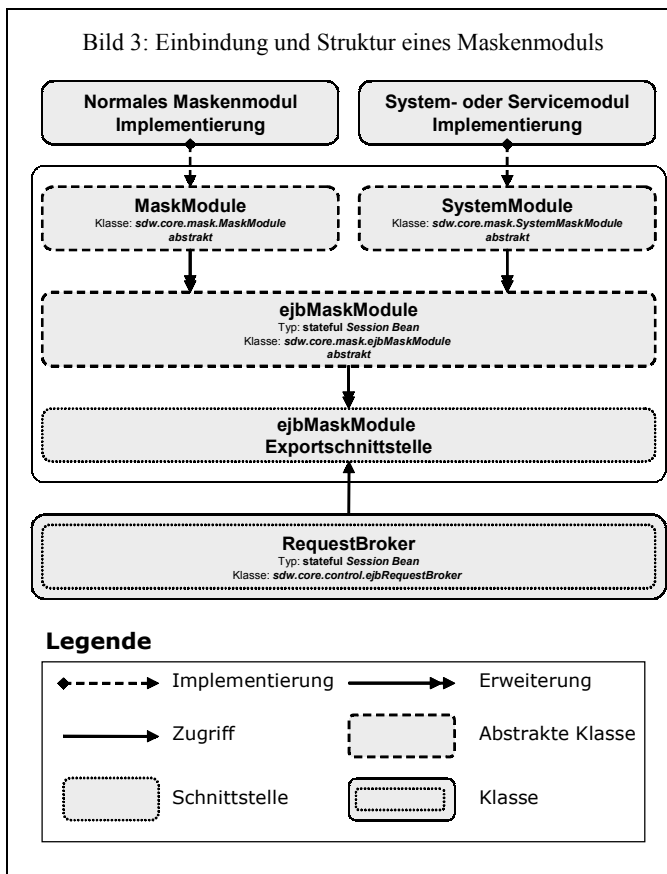 Bild 3: Einbindung und Struktur eines Maskenmoduls
Normales Maskenmodul
Implementierung
System- oder Servicemodul
Implementierung
MaskModule
Klasse: sdw.core.mask.MaskModule
abstrakt
SystemModule
Klasse: sdw.core.mask.SystemMaskModule
abstrakt
ejbMaskModule
Typ: stateful Session Bean
Klasse: sdw.core.mask.ejbMaskModule
abstrakt
ejbMaskModule
Exportschnittstelle
RequestBroker
Typ: stateful Session Bean
Klasse: sdw.core.control.ejbRequestBroker
Legende
Implementierung
Erweiterung
Zugriff
Abstrakte Klasse
Schnittstelle
Klasse